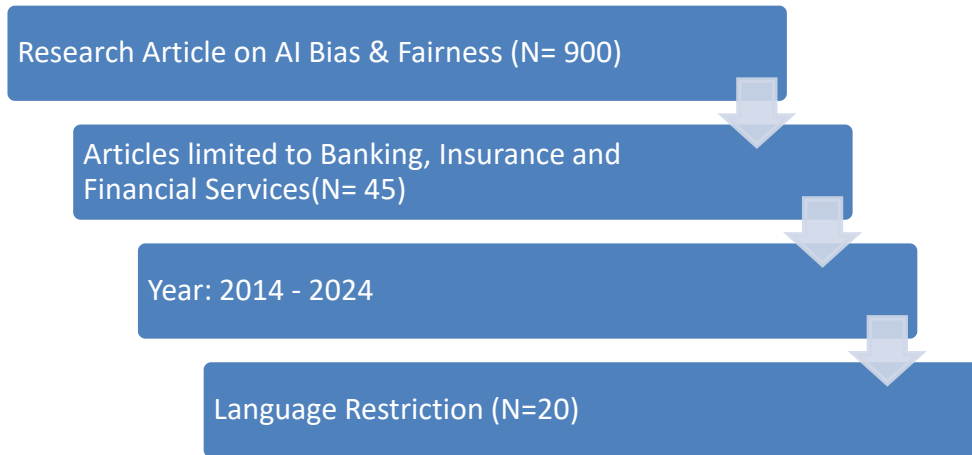 Research Article on AI Bias & Fairness (N= 900)
Articles limited to Banking, Insurance and
Financial Services(N= 45)
Year: 2014 - 2024
Language Restriction (N=20)